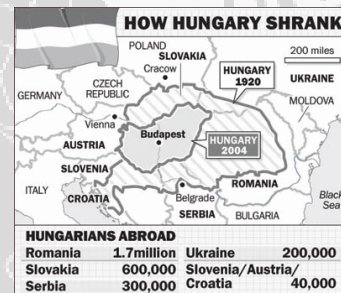 HOW HUNGARY SHRANK
POLAND
SLOVAKIA
200 miles
Cracow
HUNGARY
1920
UKRAINE
CZECH
REPUBLIC
GERMANY
MOLDOVA
Vienna
Budapest
HUNGARY
2004
AUSTRIA
SLOVENIA
ITALY
CROATIA
ROMANIA
Belgrade
SERBIA
BULGARIA
Black
Sea
HUNGARIANS ABROAD
Romania 1.7million
Slovakia 600,000
Serbia 300,000
Ukraine 200,000
Slovenia/Austria/
Croatia 40,000